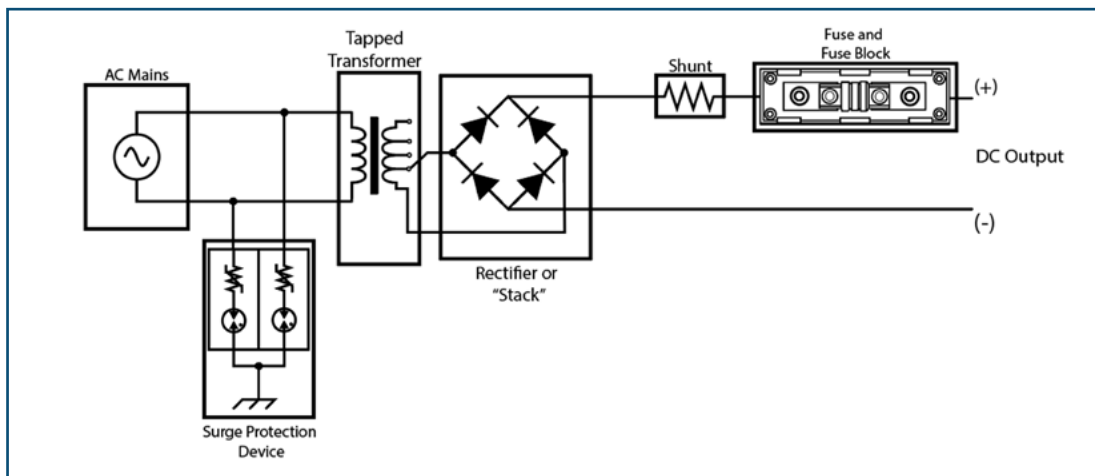 AC Mains
Tapped
Transformer
Shunt
Fuse and
Fuse Block
(+)
DC Output
(-)
Rectifier or
"Stack"
Surge Protection
Device